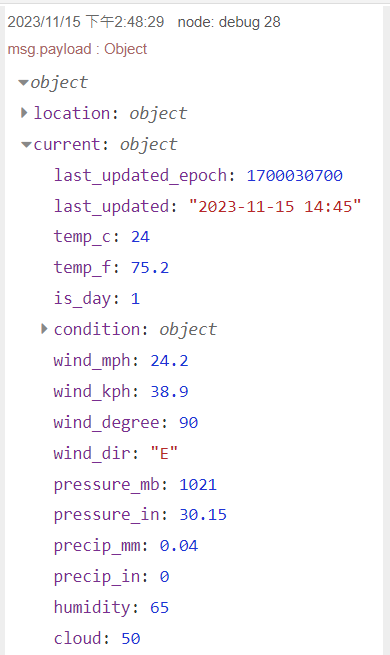 2023/11/15 下午2:48:29 node: debug 28
msg.payload : Object
object
location: object
current: object
last_updated_epoch: 1700030700
last_updated: "2023-11-15 14:45"
temp_c: 24
temp_f: 75.2
is_day: 1
condition: object
wind_mph: 24.2
wind_kph: 38.9
wind_degree: 90
wind_dir: "E"
pressure_mb: 1021
pressure_in: 30.15
precip_mm: 0.04
precip_in: 0
humidity: 65
cloud: 50